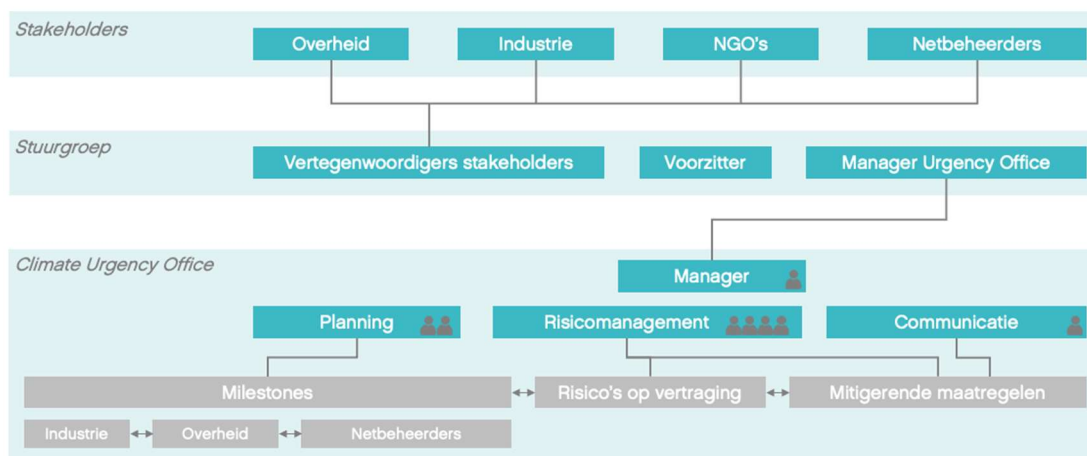 Stakeholders
Overheid
Industrie
NGO's
Netbeheerders
Stuurgroep
Vertegenwoordigers stakeholders
Voorzitter
Manager Urgency Office
Climate Urgency Office
Manager
Planning
Risicomanagement
Communicatie
Milestones
Risico's op vertraging
Mitigerende maatregelen
Industrie
Overheid
Netbeheerders